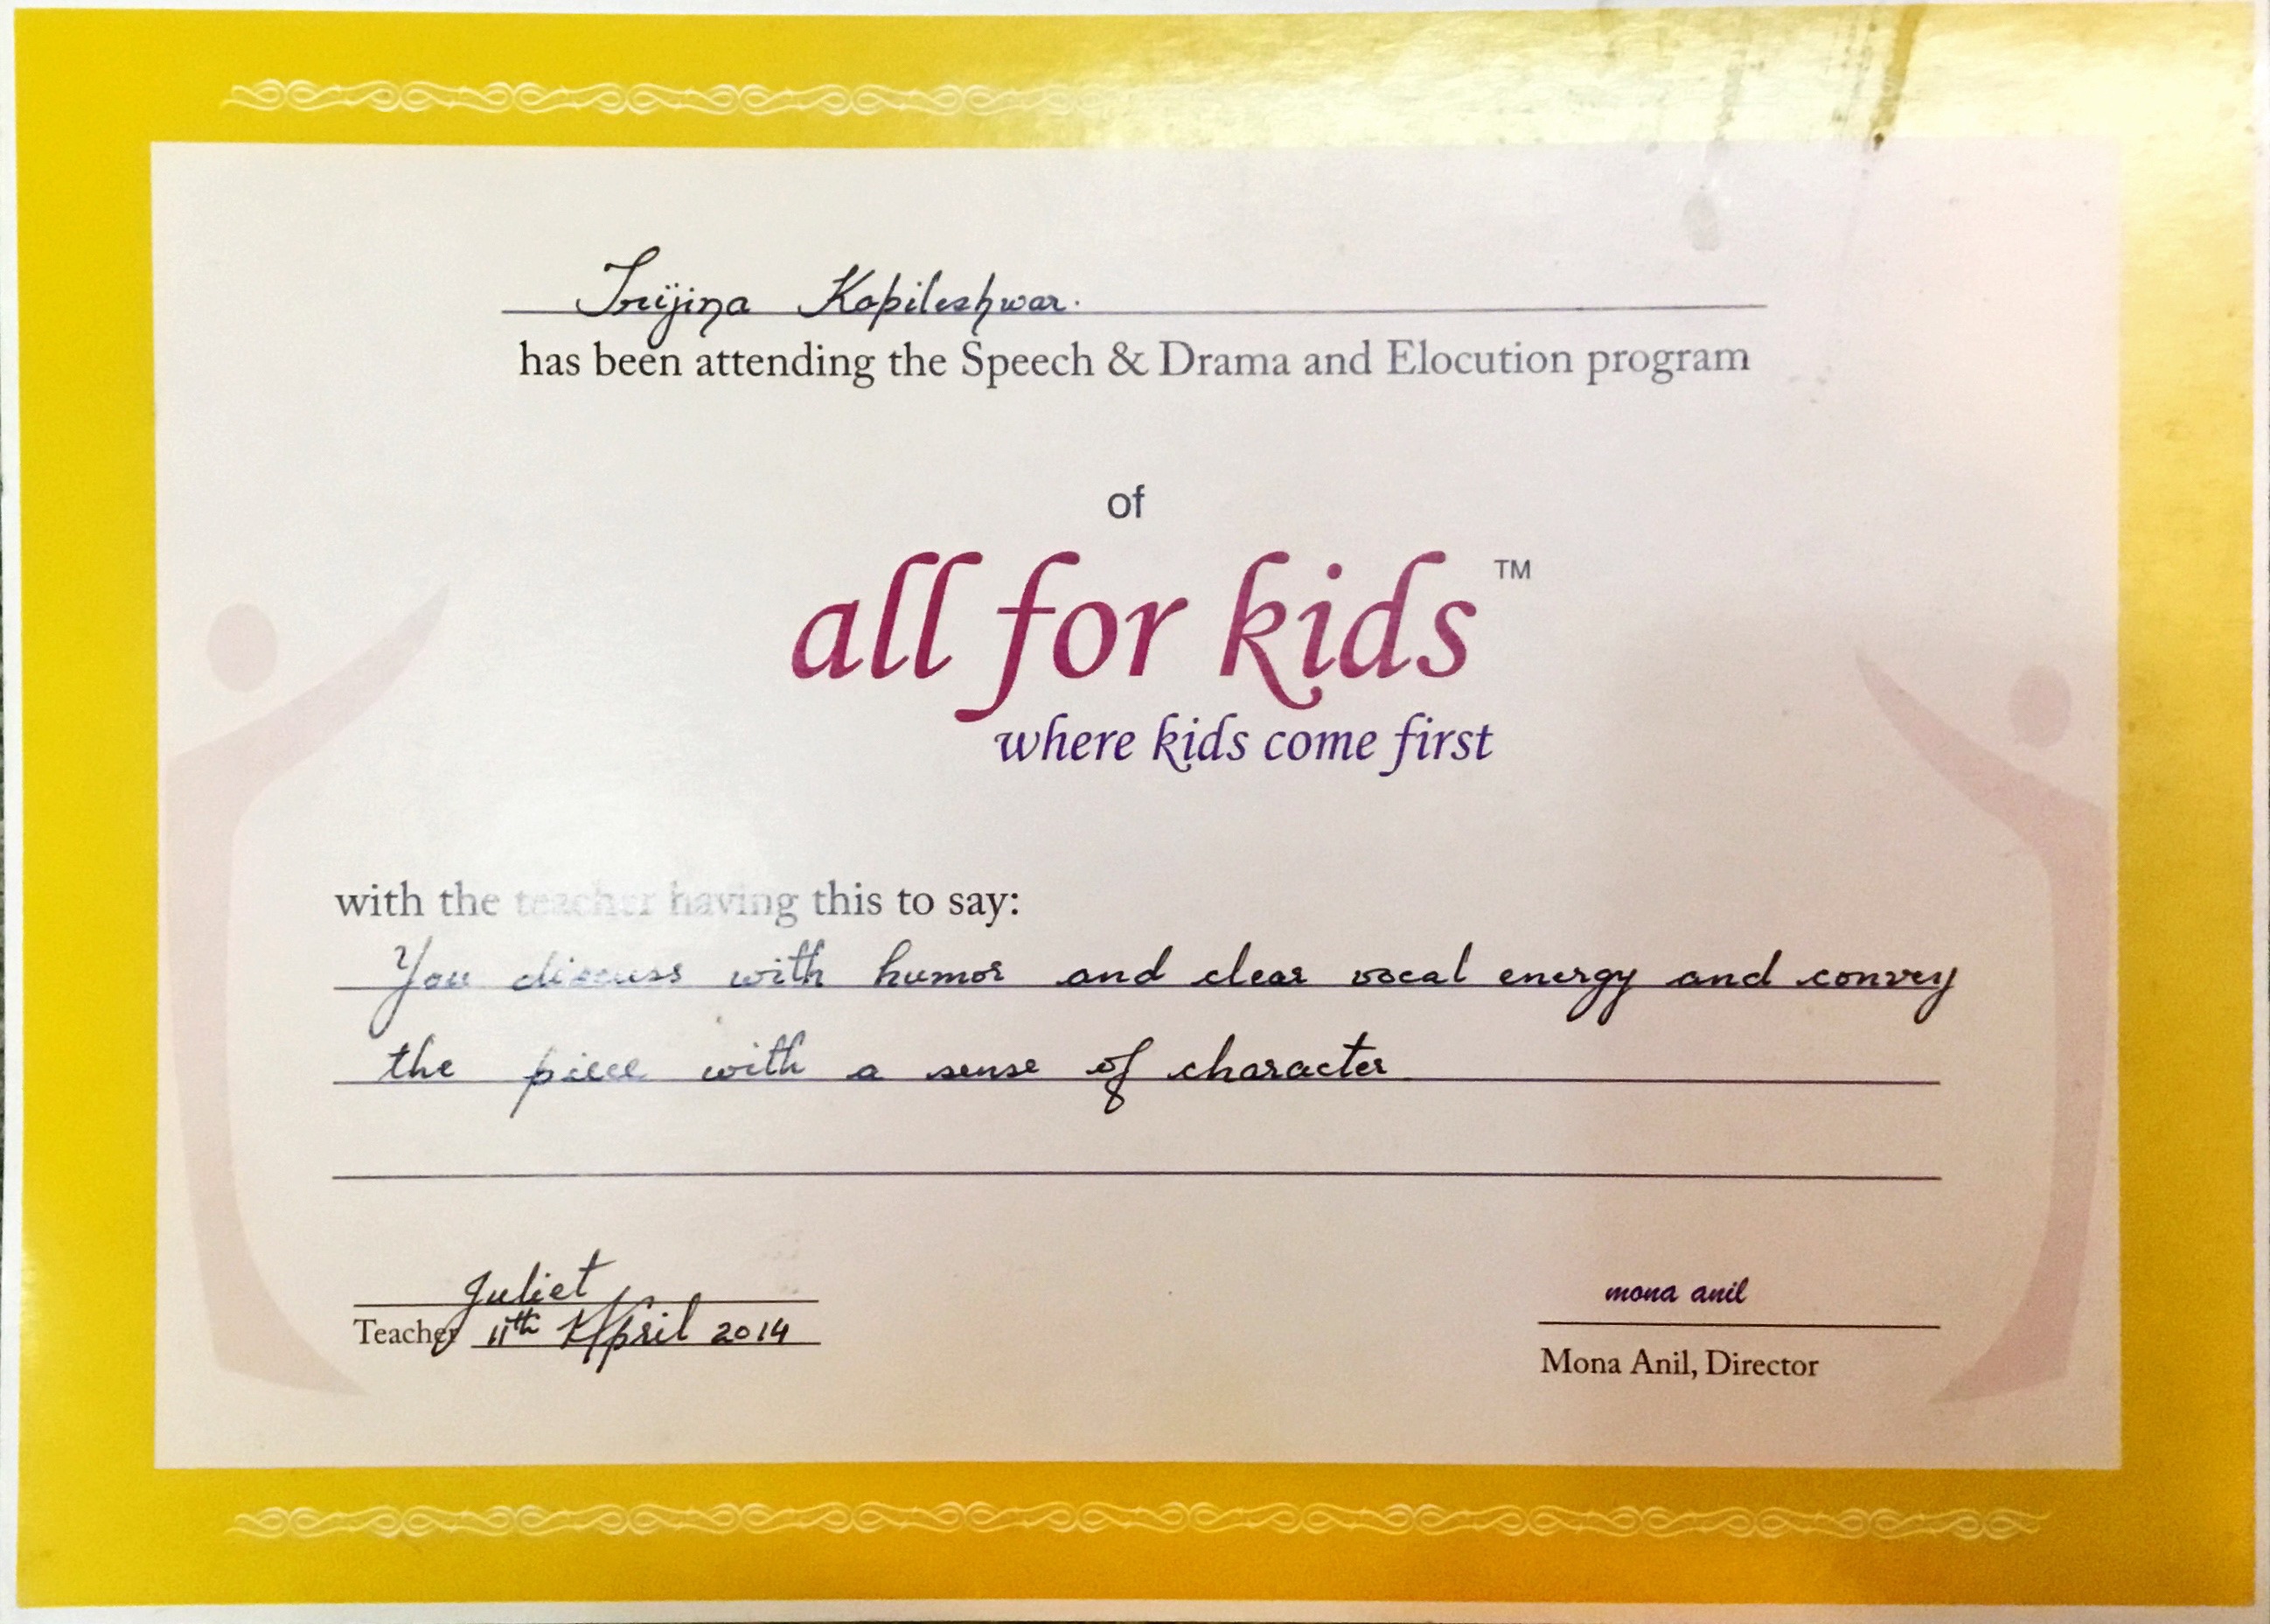 Srijina Kapileshwar.
has been attending the Speech & Drama and Elocution program
of
all for kids™
where kids come first
with the teacher having this to say:
You discuss with humor and clear vocal energy and convey
the piece with a sense of character
Juliet
Teacher 11th April 2014
mona anil
Mona Anil, Director